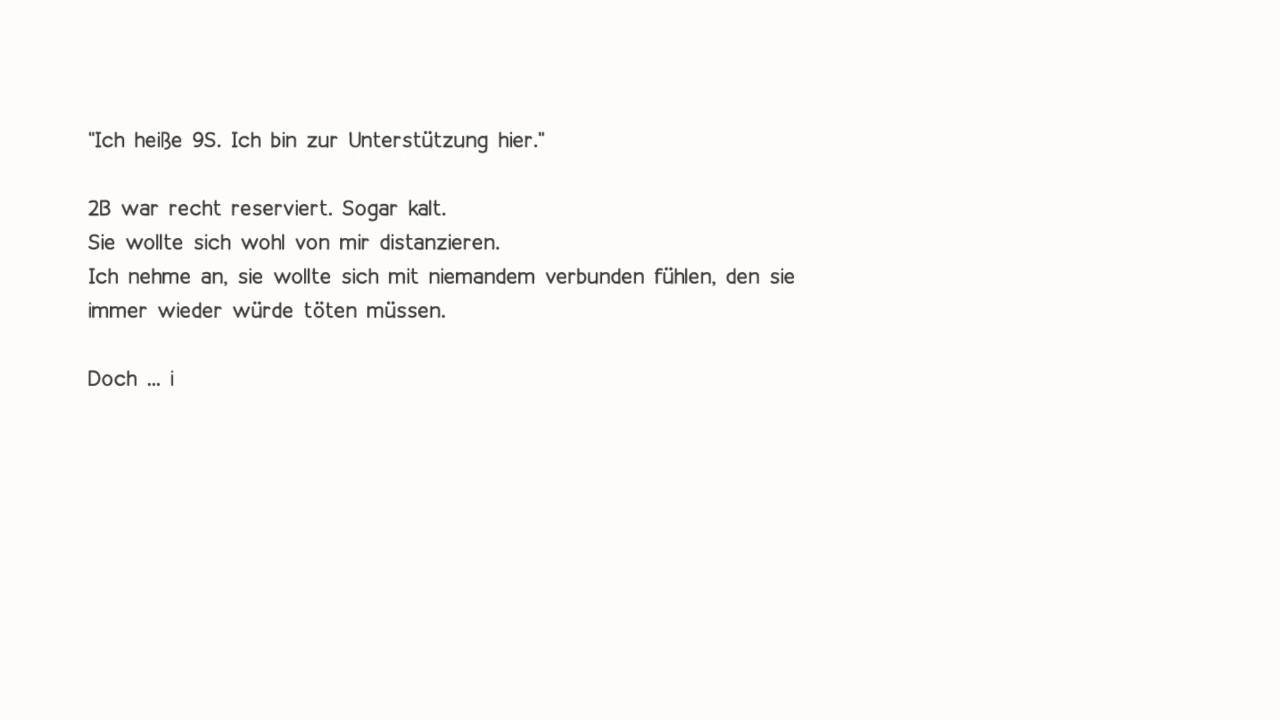 "Ich heiße 9S. Ich bin zur Unterstützung hier."
2B war recht reserviert. Sogar kalt.
Sie wollte sich wohl von mir distanzieren.
Ich nehme an, sie wollte sich mit niemandem verbunden fühlen, den sie
immer wieder würde töten müssen.
Doch ... i